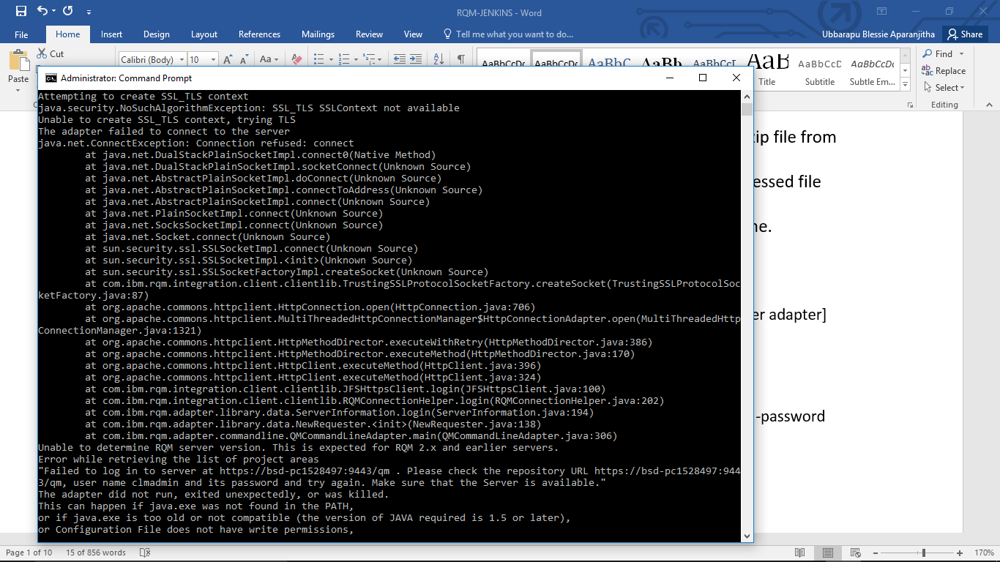 RQM-JENKINS - Word
File Home Insert Design Layout References Mailings Review View Tell me what you want to do... Ubbarapu Blessie Aparanjitha Share
Paste
Cut
Calibri (Body) 10
Aa
AaBbCcDc AaBbCcDc AaBbC AaBb AaBbCcI AaB AaBbCcD AaBbCcDc
Title Subtitle Subtle Em...
Find
Replace
Select
Editing
Administrator: Command Prompt
Attempting to create SSL_TLS context
java.security.NoSuchAlgorithmException: SSL_TLS SSLContext not available
Unable to create SSL_TLS context, trying TLS
The adapter failed to connect to the server
java.net.ConnectException: Connection refused: connect
at java.net.DualStackPlainSocketImpl.connect0(Native Method)
at java.net.DualStackPlainSocketImpl.socketConnect(Unknown Source)
at java.net.AbstractPlainSocketImpl.doConnect(Unknown Source)
at java.net.AbstractPlainSocketImpl.connectToAddress(Unknown Source)
at java.net.AbstractPlainSocketImpl.connect(Unknown Source)
at java.net.PlainSocketImpl.connect(Unknown Source)
at java.net.SocksSocketImpl.connect(Unknown Source)
at java.net.Socket.connect(Unknown Source)
at sun.security.ssl.SSLSocketImpl.connect(Unknown Source)
at sun.security.ssl.SSLSocketImpl.<init>(Unknown Source)
at sun.security.ssl.SSLSocketFactoryImpl.createSocket(Unknown Source)
at com.ibm.rqm.integration.client.clientlib.TrustingSSLProtocolSocketFactory.createSocket(TrustingSSLProtocolSoc
ketFactory.java:87)
at org.apache.commons.httpclient.HttpConnection.open(HttpConnection.java:706)
at org.apache.commons.httpclient.MultiThreadedHttpConnectionManager$HttpConnectionAdapter.open(MultiThreadedHttp
ConnectionManager.java:1321)
at org.apache.commons.httpclient.HttpMethodDirector.executeWithRetry(HttpMethodDirector.java:386)
at org.apache.commons.httpclient.HttpMethodDirector.executeMethod(HttpMethodDirector.java:170)
at org.apache.commons.httpclient.HttpClient.executeMethod(HttpClient.java:396)
at org.apache.commons.httpclient.HttpClient.executeMethod(HttpClient.java:324)
at com.ibm.rqm.integration.client.clientlib.JFSHttpsClient.login(JFSHttpsClient.java:100)
at com.ibm.rqm.integration.client.clientlib.RQMConnectionHelper.login(RQMConnectionHelper.java:202)
at com.ibm.rqm.adapter.library.data.ServerInformation.login(ServerInformation.java:194)
at com.ibm.rqm.adapter.library.data.NewRequester.<init>(NewRequester.java:138)
at com.ibm.rqm.adapter.commandline.QMCommandLineAdapter.main(QMCommandLineAdapter.java:306)
Unable to determine RQM server version. This is expected for RQM 2.x and earlier servers.
Error while retrieving the list of project areas
"Failed to log in to server at https://bsd-pc1528497:9443/qm . Please check the repository URL https://bsd-pc1528497:944
3/qm, user name clmadmin and its password and try again. Make sure that the Server is available."
The adapter did not run, exited unexpectedly, or was killed.
This can happen if java.exe was not found in the PATH,
or if java.exe is too old or not compatible (the version of JAVA required is 1.5 or later),
or Configuration File does not have write permissions,
zip file from
essed file
ne.
er adapter]
-password
Page 1 of 10 15 of 856 words 170%